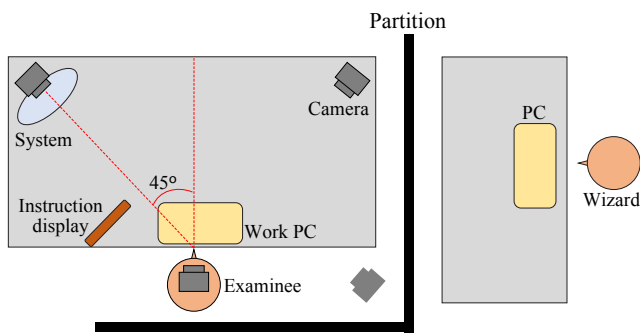 Partition
System
Camera
PC
45°
Instruction
display
Work PC
Wizard
Examinee